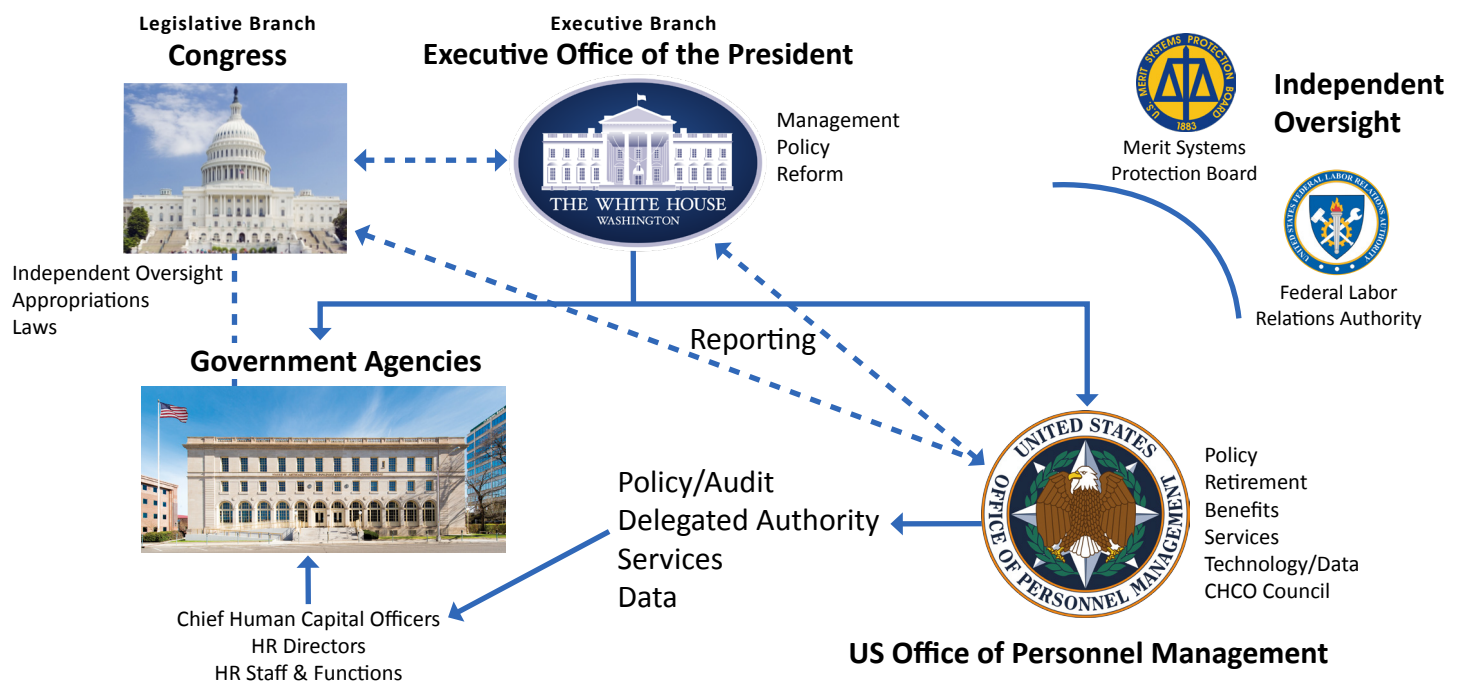 Legislative Branch
Congress
Executive Branch
Executive Office of the President
THE WHITE HOUSE
WASHINGTON
Management
Policy
Reform
U.S. MERIT SYSTEMS PROTECTION BOARD
1883
Merit Systems
Protection Board
Independent
Oversight
UNITED STATES FEDERAL LABOR RELATIONS AUTHORITY
Federal Labor
Relations Authority
Independent Oversight
Appropriations
Laws
Reporting
Government Agencies
Policy/Audit
Delegated Authority
Services
Data
UNITED STATES
OFFICE OF PERSONNEL MANAGEMENT
Policy
Retirement
Benefits
Services
Technology/Data
CHCO Council
US Office of Personnel Management
Chief Human Capital Officers
HR Directors
HR Staff & Functions